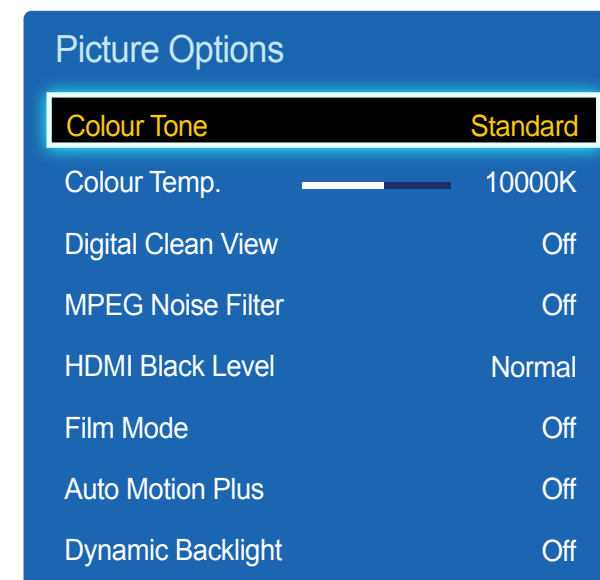 Picture Options
Colour Tone Standard
Colour Temp. 10000K
Digital Clean View Off
MPEG Noise Filter Off
HDMI Black Level Normal
Film Mode Off
Auto Motion Plus Off
Dynamic Backlight Off